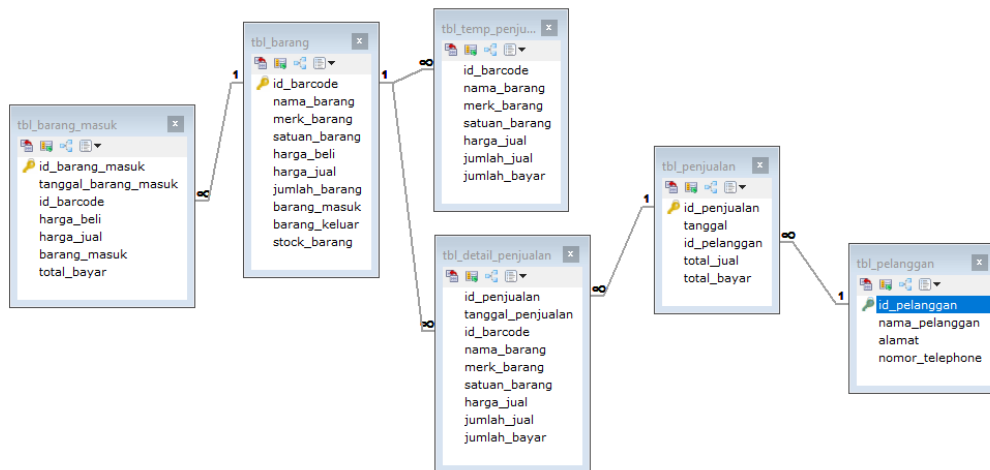 tbl_barang_masuk
id_barang_masuk
tanggal_barang_masuk
id_barcode
harga_beli
harga_jual
barang_masuk
total_bayar
1
∞
tbl_barang
id_barcode
nama_barang
merk_barang
satuan_barang
harga_beli
harga_jual
jumlah_barang
barang_masuk
barang_keluar
stock_barang
1
∞
∞
tbl_temp_penju...
id_barcode
nama_barang
merk_barang
satuan_barang
harga_jual
jumlah_jual
jumlah_bayar
tbl_detail_penjualan
id_penjualan
tanggal_penjualan
id_barcode
nama_barang
merk_barang
satuan_barang
harga_jual
jumlah_jual
jumlah_bayar
∞
1
tbl_penjualan
id_penjualan
tanggal
id_pelanggan
total_jual
total_bayar
∞
1
tbl_pelanggan
id_pelanggan
nama_pelanggan
alamat
nomor_telephone